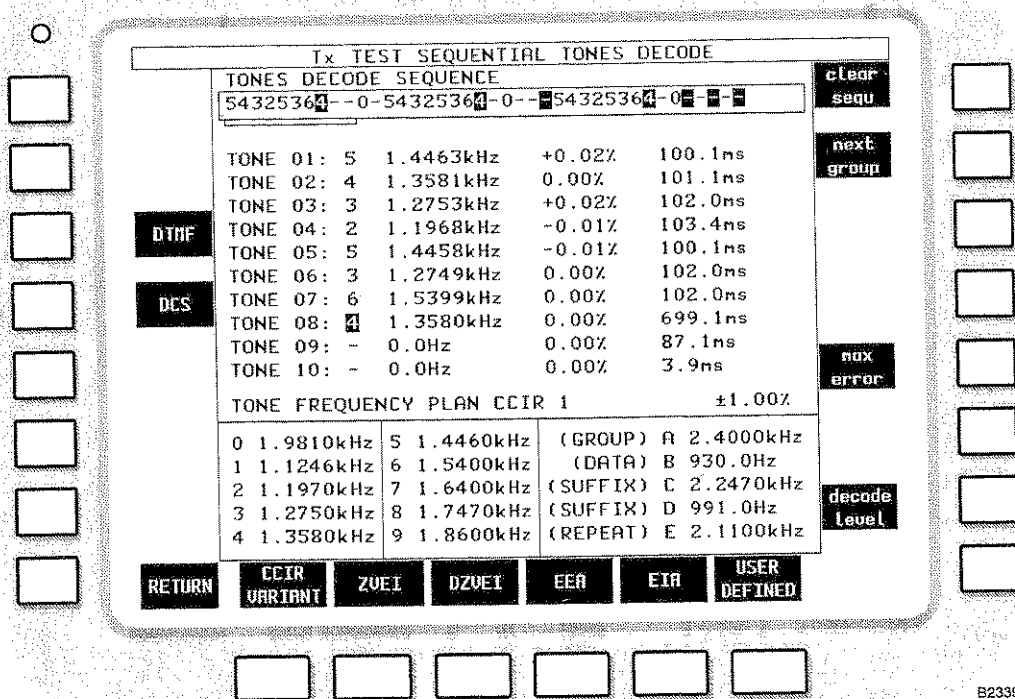 Tx TEST SEQUENTIAL TONES DECODE
TONES DECODE SEQUENCE
54325364--0-54325364-0---54325364-0-----
clear
sequ
next
group
TONE 01: 5 1.4463kHz +0.02% 100.1ms
TONE 02: 4 1.3581kHz 0.00% 101.1ms
TONE 03: 3 1.2753kHz +0.02% 102.0ms
TONE 04: 2 1.1968kHz -0.01% 103.4ms
TONE 05: 5 1.4458kHz -0.01% 100.1ms
TONE 06: 3 1.2749kHz 0.00% 102.0ms
TONE 07: 6 1.5399kHz 0.00% 102.0ms
TONE 08: 4 1.3580kHz 0.00% 699.1ms
TONE 09: - 0.0Hz 0.00% 87.1ms
TONE 10: - 0.0Hz 0.00% 3.9ms
DTMF
DCS
max
error
TONE FREQUENCY PLAN CCIR 1 ±1.00%
0 1.9810kHz 5 1.4460kHz (GROUP) A 2.4000kHz
1 1.1246kHz 6 1.5400kHz (DATA) B 930.0Hz
2 1.1970kHz 7 1.6400kHz (SUFFIX) C 2.2470kHz
3 1.2750kHz 8 1.7470kHz (SUFFIX) D 991.0Hz
4 1.3580kHz 9 1.8600kHz (REPEAT) E 2.1100kHz
decode
level
RETURN
CCIR
VARIANT
ZVEI
DZVEI
EEA
EIA
USER
DEFINED
B2339